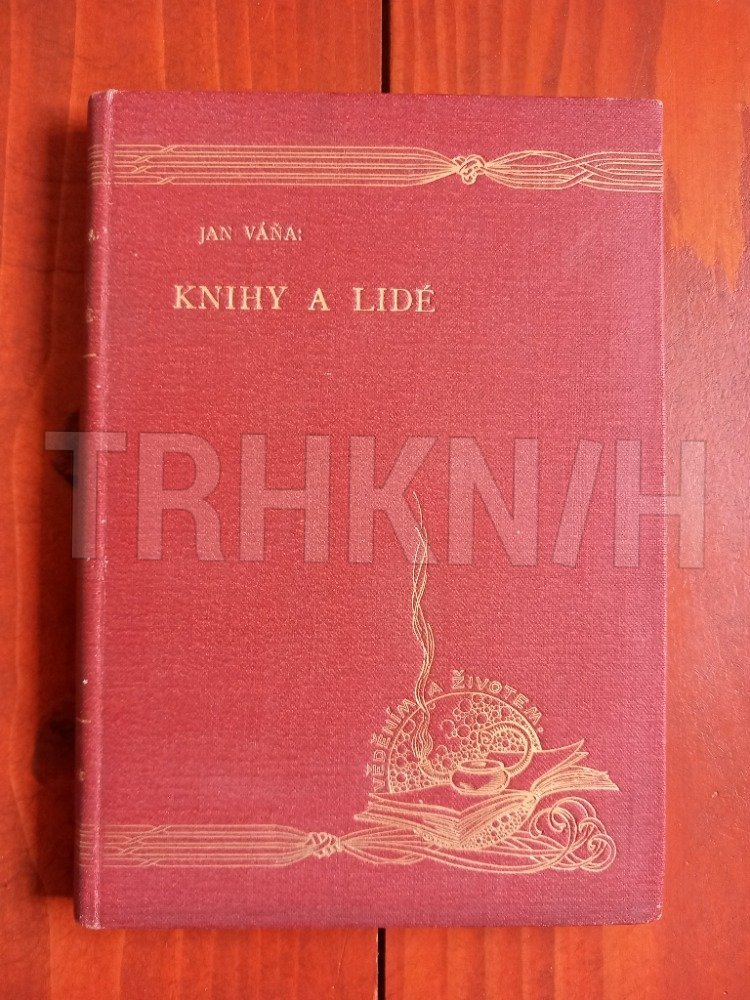 JAN VÁŇA:
KNIHY A LIDÉ
TRHKNIH
VĚDĚNÍM A ŽIVOTEM.